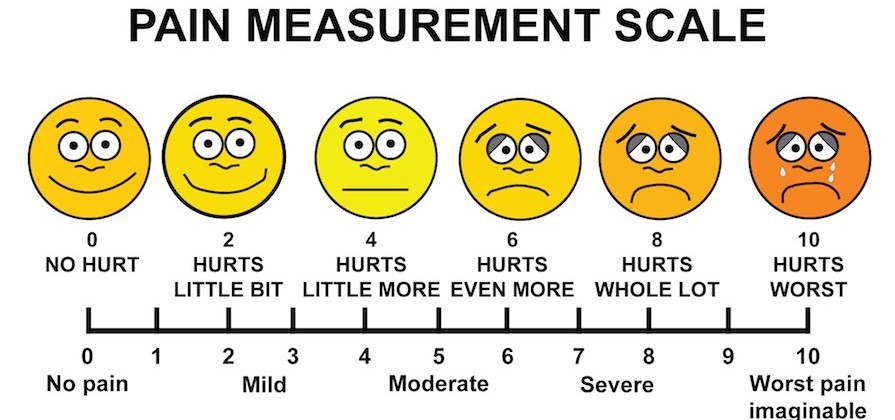 PAIN MEASUREMENT SCALE
0 2 4 6 8 10
NO HURT HURTS HURTS HURTS HURTS HURTS
LITTLE BIT LITTLE MORE EVEN MORE WHOLE LOT WORST
0 1 2 3 4 5 6 7 8 9 10
No pain Mild Moderate Severe Worst pain
imaginable